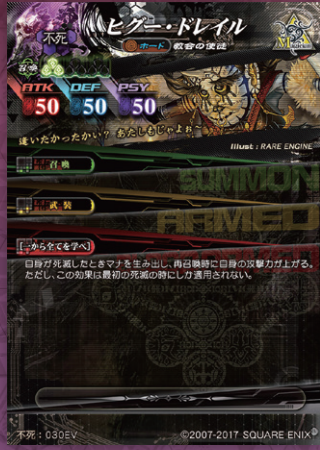 不死
ヒグー・ドレイル
ホード 教会の使徒
召喚
ATK DEF PSY
50 50 50
逢いたかったかい? あたしもじゃよぉ
Illust : RARE ENGINE
召喚
SUMMON
武装
ARMED
[一から全てを学べ]
自身が死滅したときマナを生み出し、再召喚時に自身の攻撃力が上がる。
ただし、この効果は最初の死滅の時にしか適用されない。
不死:030EV
©2007-2017 SQUARE ENIX